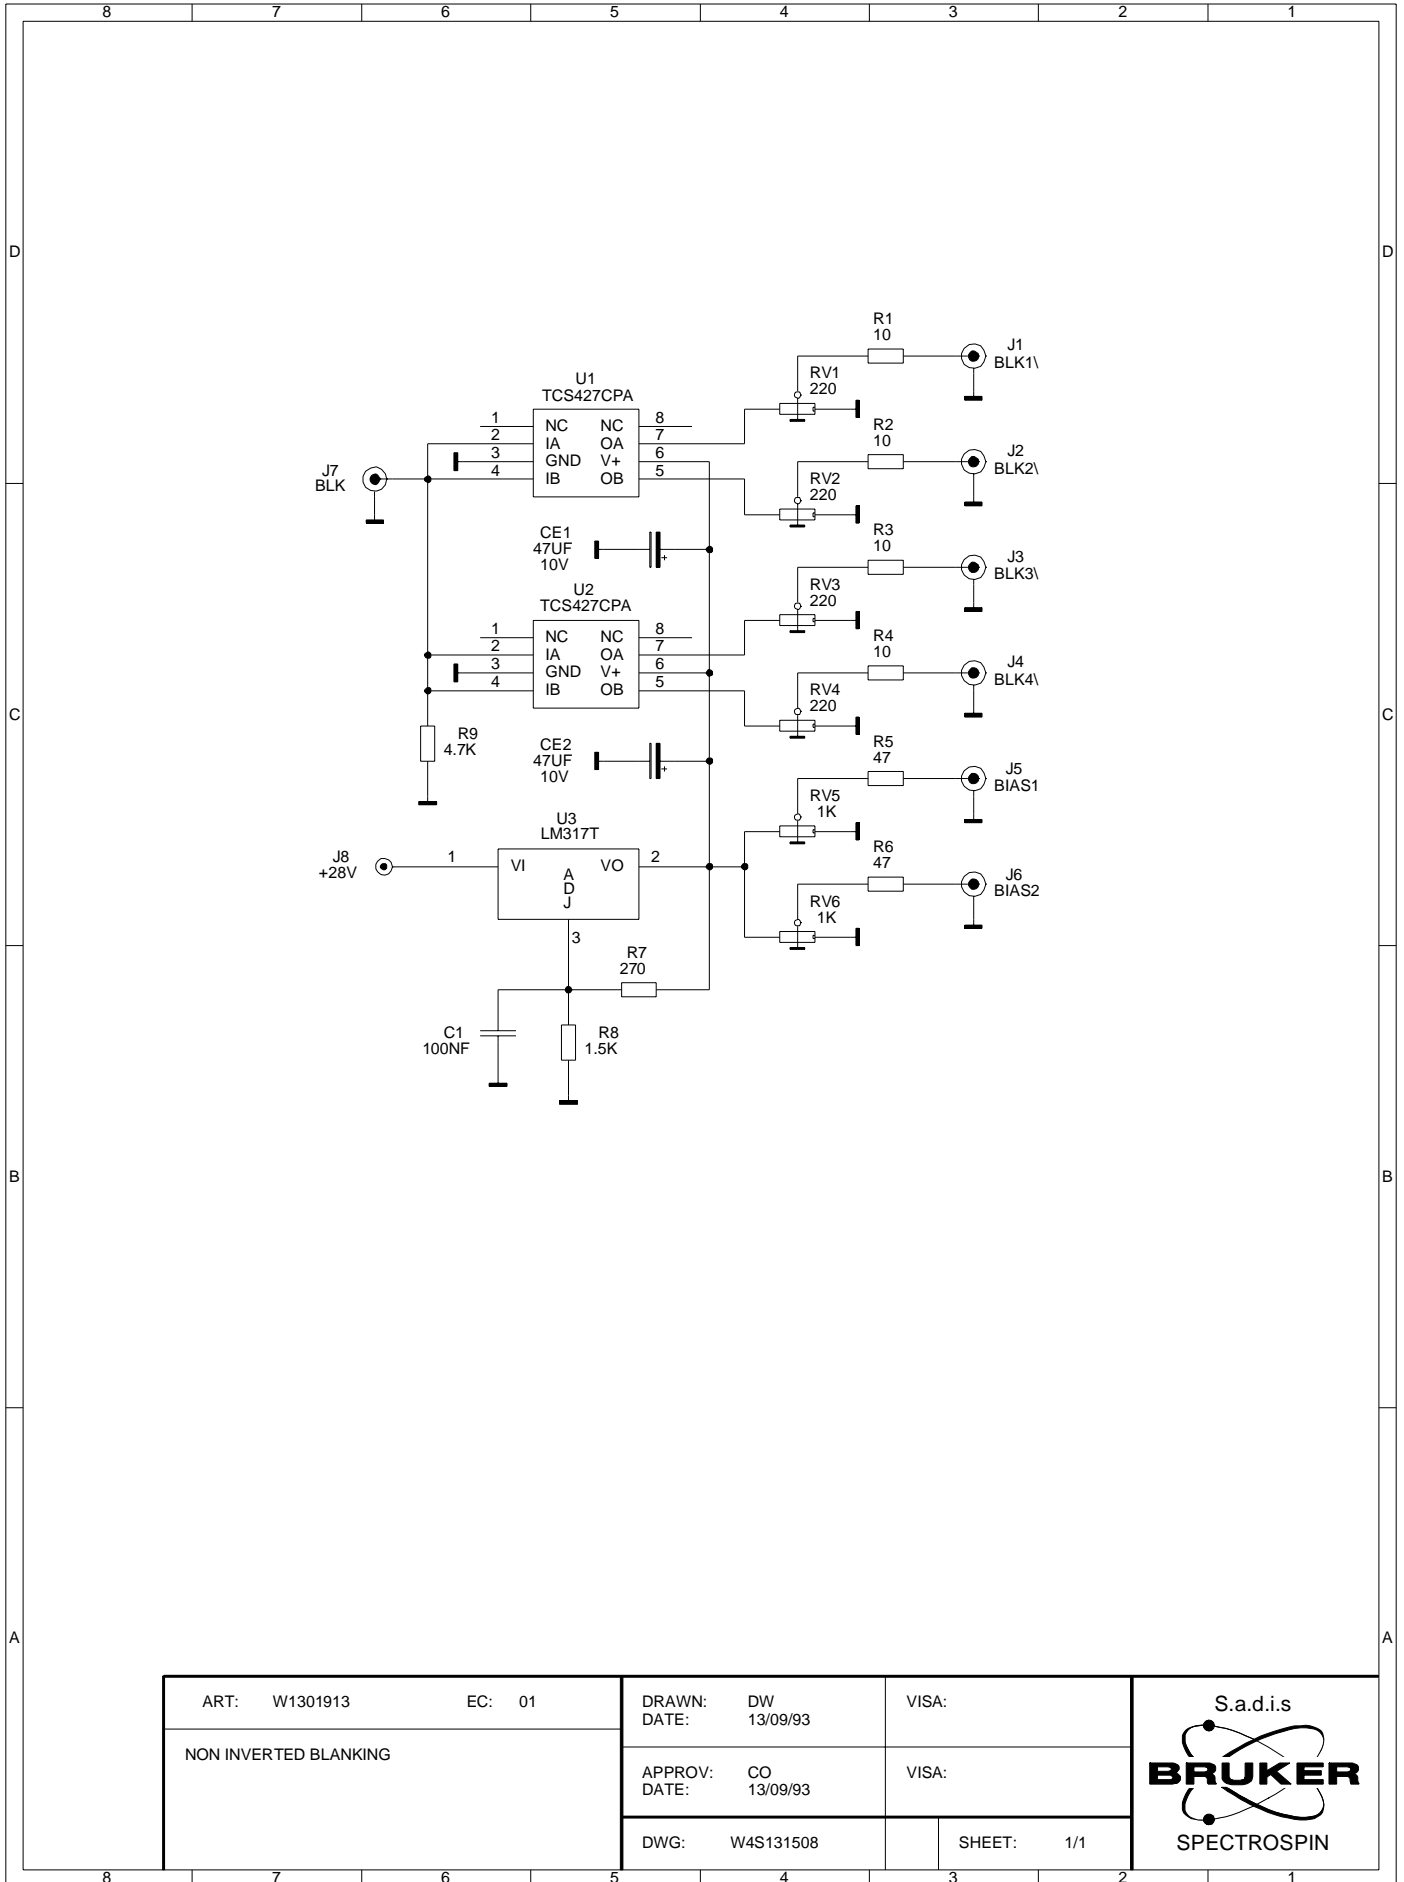 8 7 6 5 4 3 2 1
D D
R1
10
J1
BLK1\
RV1
220
U1
TCS427CPA
1 NC NC 8
2 IA OA 7
3 GND V+ 6
4 IB OB 5
R2
10
J2
BLK2\
RV2
220
J7
BLK
R3
10
J3
BLK3\
RV3
220
CE1
47UF
10V
+
U2
TCS427CPA
1 NC NC 8
2 IA OA 7
3 GND V+ 6
4 IB OB 5
R4
10
J4
BLK4\
RV4
220
C C
R9
4.7K
CE2
47UF
10V
+
R5
47
J5
BIAS1
RV5
1K
U3
LM317T
J8
+28V
1 VI VO 2
A
D
J
3
R6
47
J6
BIAS2
RV6
1K
R7
270
C1
100NF
R8
1.5K
B B
A A
ART: W1301913 EC: 01
NON INVERTED BLANKING
DRAWN: DW
DATE: 13/09/93
VISA:
APPROV: CO
DATE: 13/09/93
VISA:
DWG: W4S131508
SHEET: 1/1
S.a.d.i.s
BRUKER
SPECTROSPIN
8 7 6 5 4 3 2 1